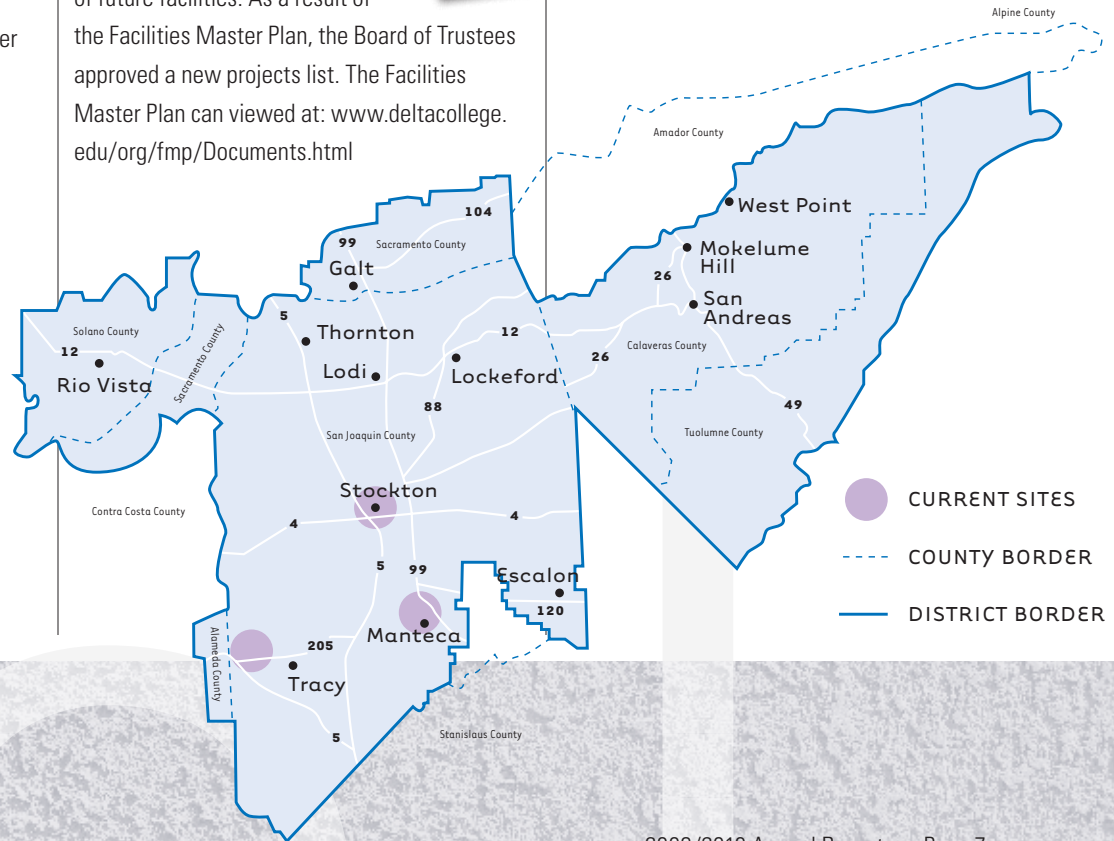 er
of future facilities. As a result of
the Facilities Master Plan, the Board of Trustees
approved a new projects list. The Facilities
Master Plan can viewed at: www.deltacollege.
edu/org/fmp/Documents.html
Alpine County
Amador County
West Point
104
99
Sacramento County
Galt
Mokelume
Hill
26
San
Andreas
5
Thornton
12
Solano County
12
Rio Vista
Sacramento County
Lodi
Lockeford
26
Calaveras County
88
49
San Joaquin County
Tuolumne County
Stockton
CURRENT SITES
Contra Costa County
4
4
COUNTY BORDER
5
99
Escalon
120
DISTRICT BORDER
Manteca
Alameda County
205
Tracy
5
Stanislaus County